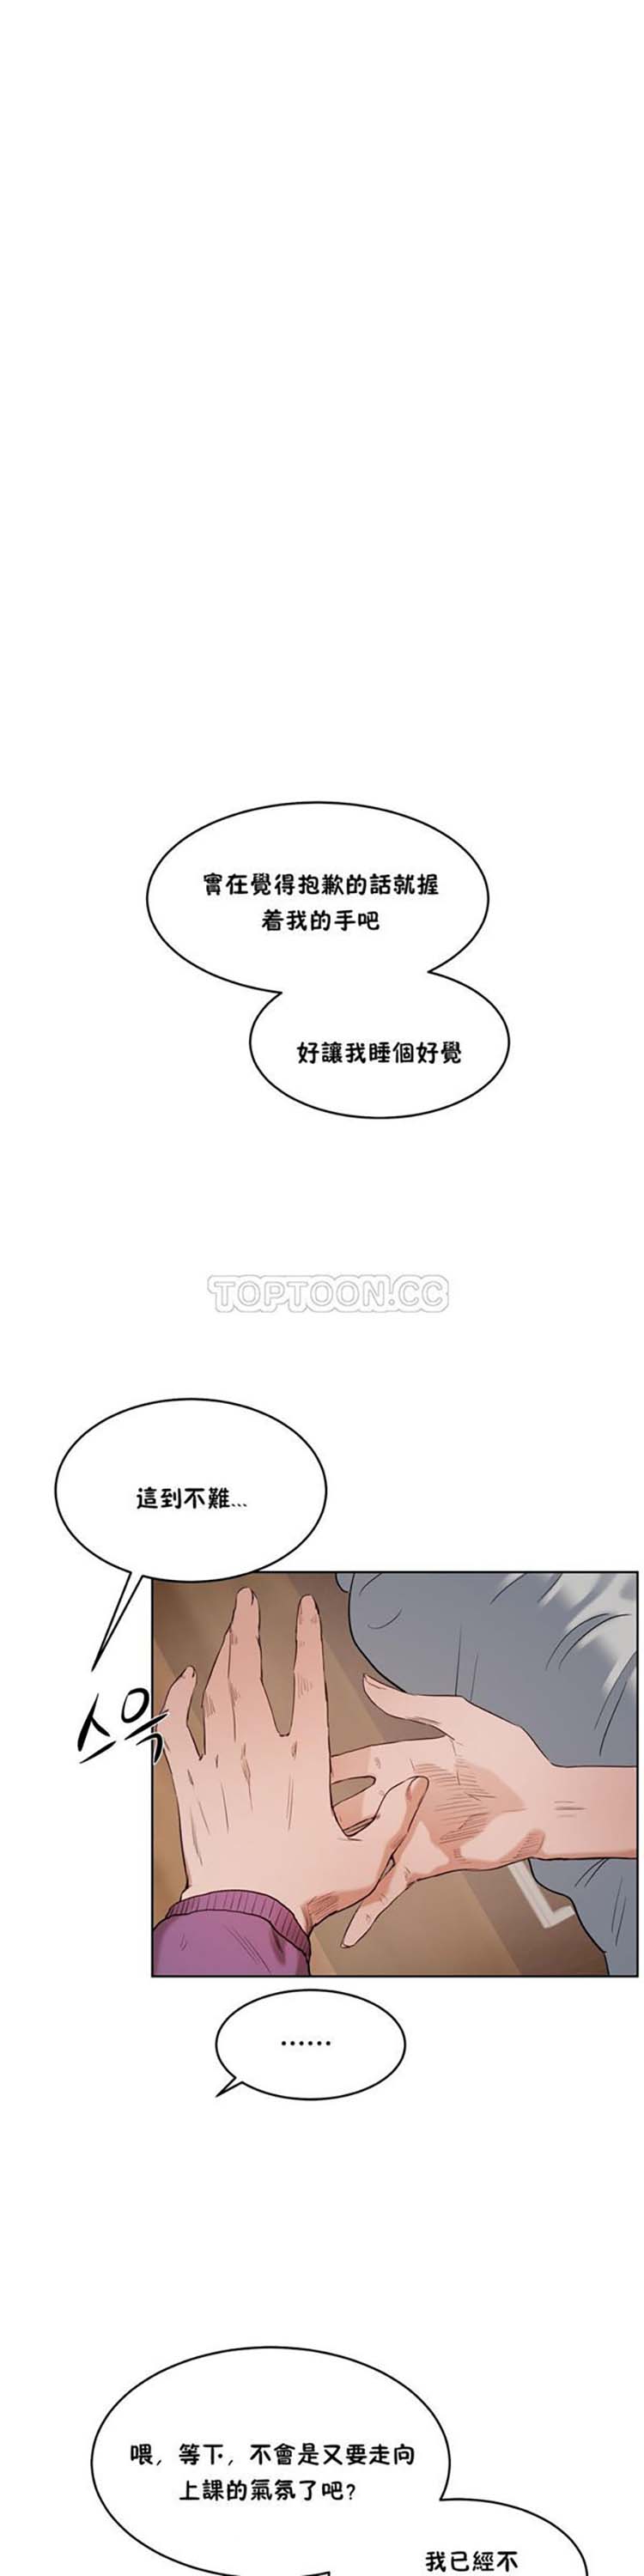 實在覺得抱歉的話就握
着我的手吧
好讓我睡個好覺
TOPTOON.CC
這到不難...
스윽
······
喂，等下，不會是又要走向
上課的氣氛了吧？
我已經不